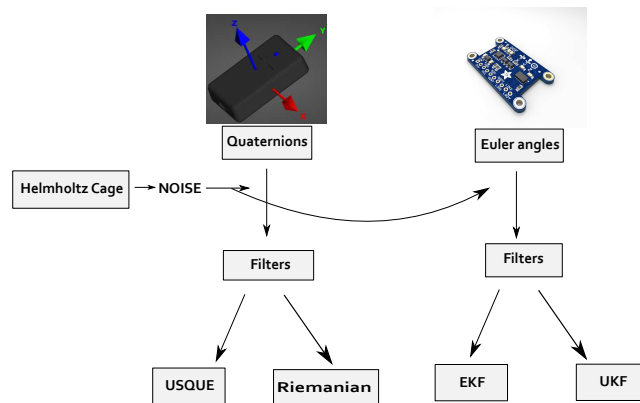 Z
Y
X
Quaternions
Euler angles
Helmholtz Cage
NOISE
Filters
Filters
USQUE
Riemanian
EKF
UKF